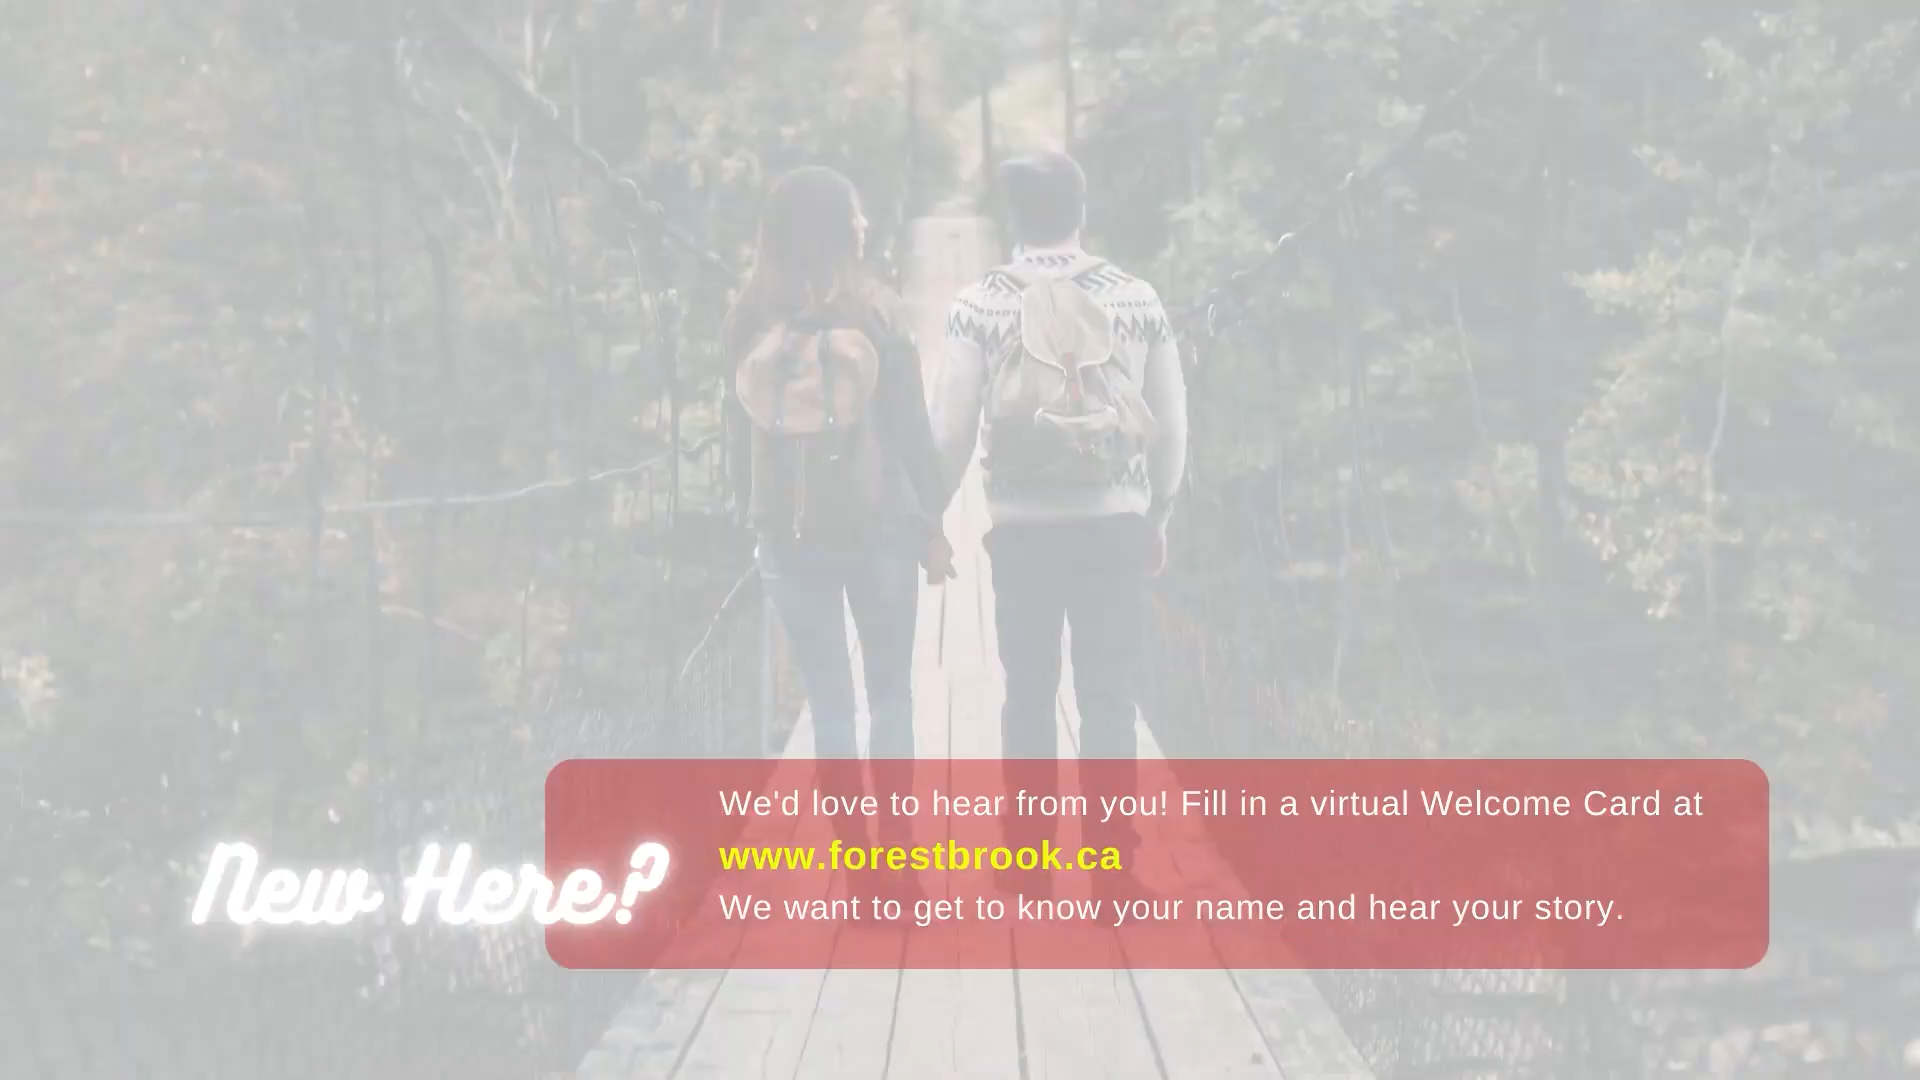 New Here?
We'd love to hear from you! Fill in a virtual Welcome Card at
www.forestbrook.ca
We want to get to know your name and hear your story.